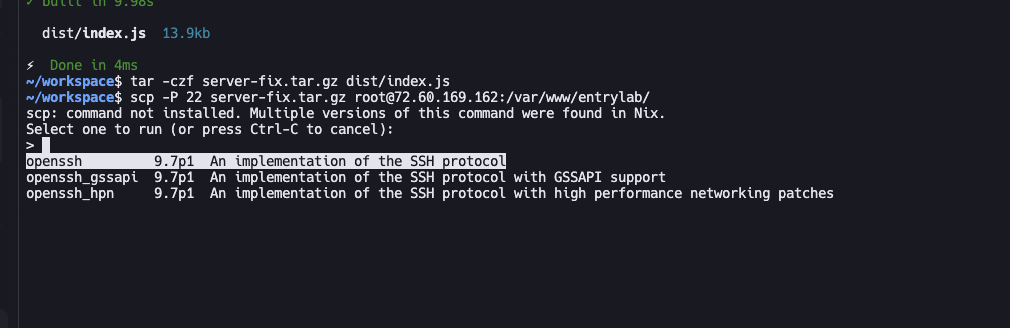 ✓ built in 9.98s
dist/index.js 13.9kb
⚡ Done in 4ms
~/workspace$ tar -czf server-fix.tar.gz dist/index.js
~/workspace$ scp -P 22 server-fix.tar.gz root@72.60.169.162:/var/www/entrylab/
scp: command not installed. Multiple versions of this command were found in Nix.
Select one to run (or press Ctrl-C to cancel):
>
openssh 9.7p1 An implementation of the SSH protocol
openssh_gssapi 9.7p1 An implementation of the SSH protocol with GSSAPI support
openssh_hpn 9.7p1 An implementation of the SSH protocol with high performance networking patches